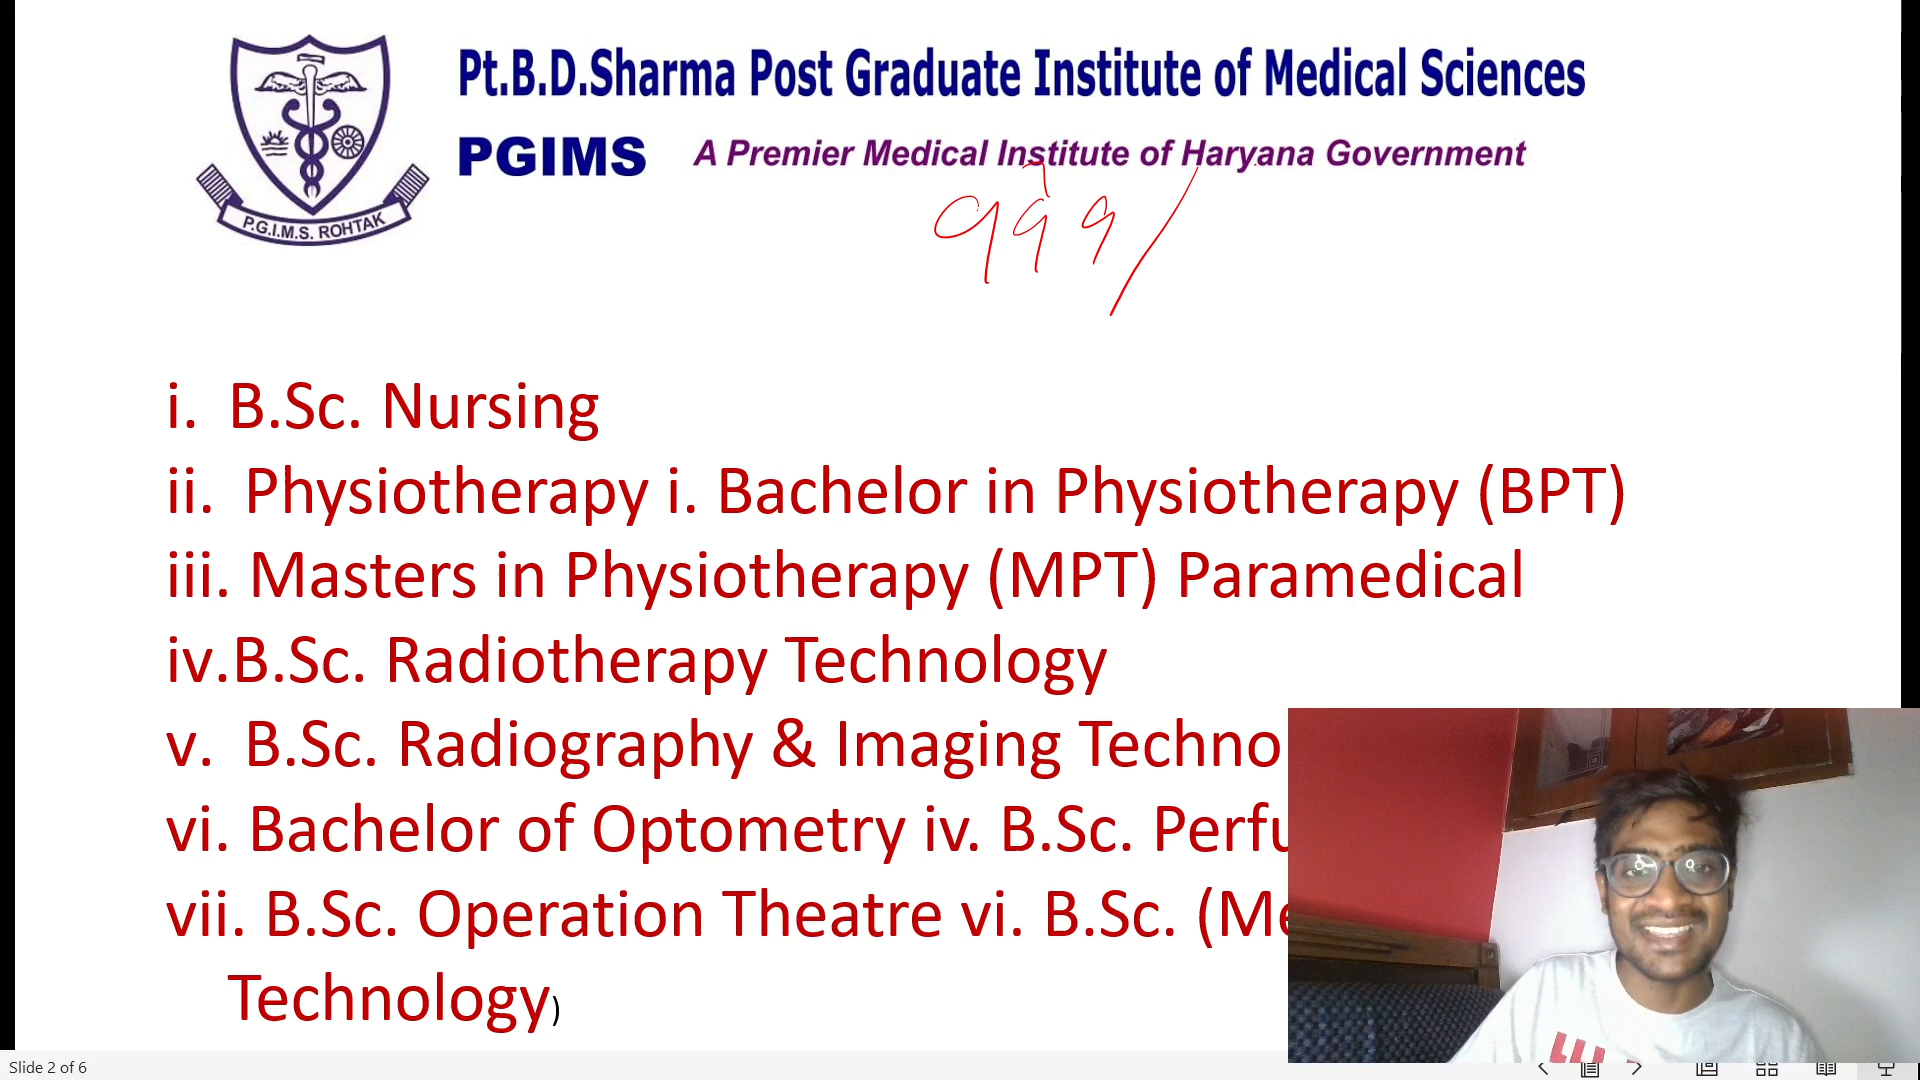 Pt.B.D.Sharma Post Graduate Institute of Medical Sciences
PGIMS A Premier Medical Institute of Haryana Government
P.G.I.M.S. ROHTAK
i. B.Sc. Nursing
ii. Physiotherapy i. Bachelor in Physiotherapy (BPT)
iii. Masters in Physiotherapy (MPT) Paramedical
iv.B.Sc. Radiotherapy Technology
v. B.Sc. Radiography & Imaging Techno
vi. Bachelor of Optometry iv. B.Sc. Perfu
vii. B.Sc. Operation Theatre vi. B.Sc. (Me
Technology)
Slide 2 of 6